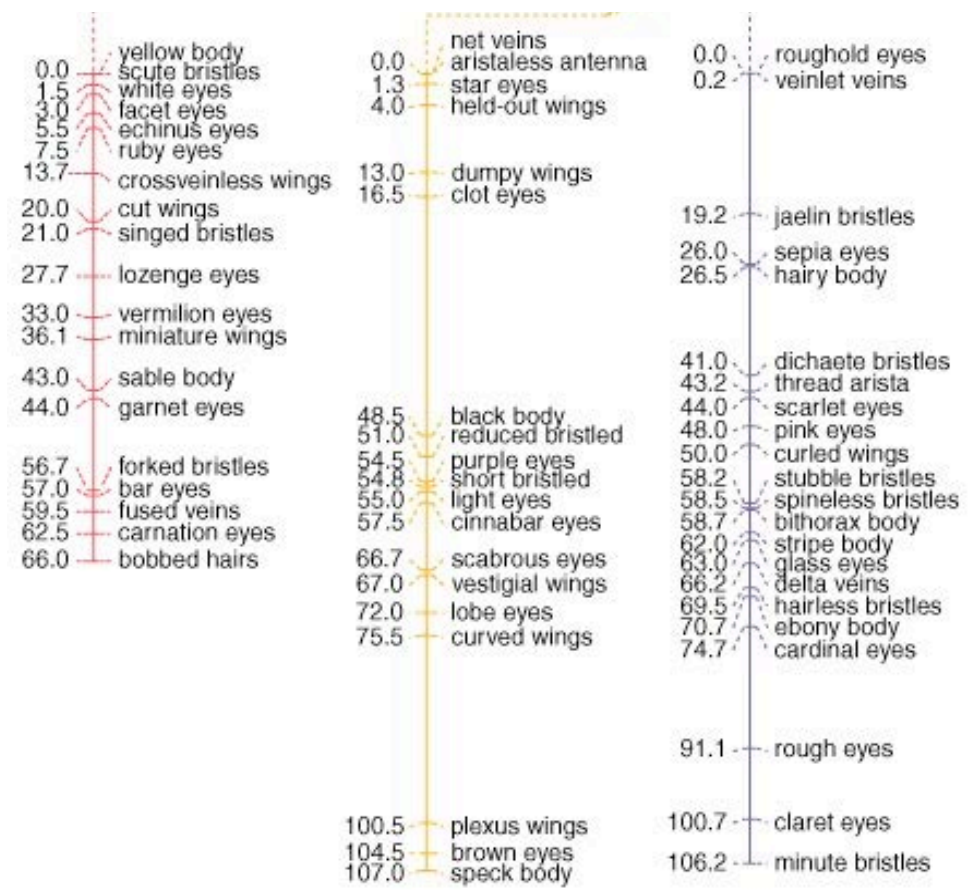 yellow body
0.0 scute bristles
1.5 white eyes
3.0 facet eyes
5.5 echinus eyes
7.5 ruby eyes
13.7 crossveinless wings
20.0 cut wings
21.0 singed bristles
27.7 lozenge eyes
33.0 vermilion eyes
36.1 miniature wings
43.0 sable body
44.0 garnet eyes
56.7 forked bristles
57.0 bar eyes
59.5 fused veins
62.5 carnation eyes
66.0 bobbed hairs
net veins
0.0 aristaless antenna
1.3 star eyes
4.0 held-out wings
13.0 dumpy wings
16.5 clot eyes
48.5 black body
51.0 reduced bristled
54.5 purple eyes
54.8 short bristled
55.0 light eyes
57.5 cinnabar eyes
66.7 scabrous eyes
67.0 vestigial wings
72.0 lobe eyes
75.5 curved wings
100.5 plexus wings
104.5 brown eyes
107.0 speck body
0.0 roughold eyes
0.2 veinlet veins
19.2 jaelin bristles
26.0 sepia eyes
26.5 hairy body
41.0 dichaete bristles
43.2 thread arista
44.0 scarlet eyes
48.0 pink eyes
50.0 curled wings
58.2 stubble bristles
58.5 spineless bristles
58.7 bithorax body
62.0 stripe body
63.0 glass eyes
66.2 delta veins
69.5 hairless bristles
70.7 ebony body
74.7 cardinal eyes
91.1 rough eyes
100.7 claret eyes
106.2 minute bristles